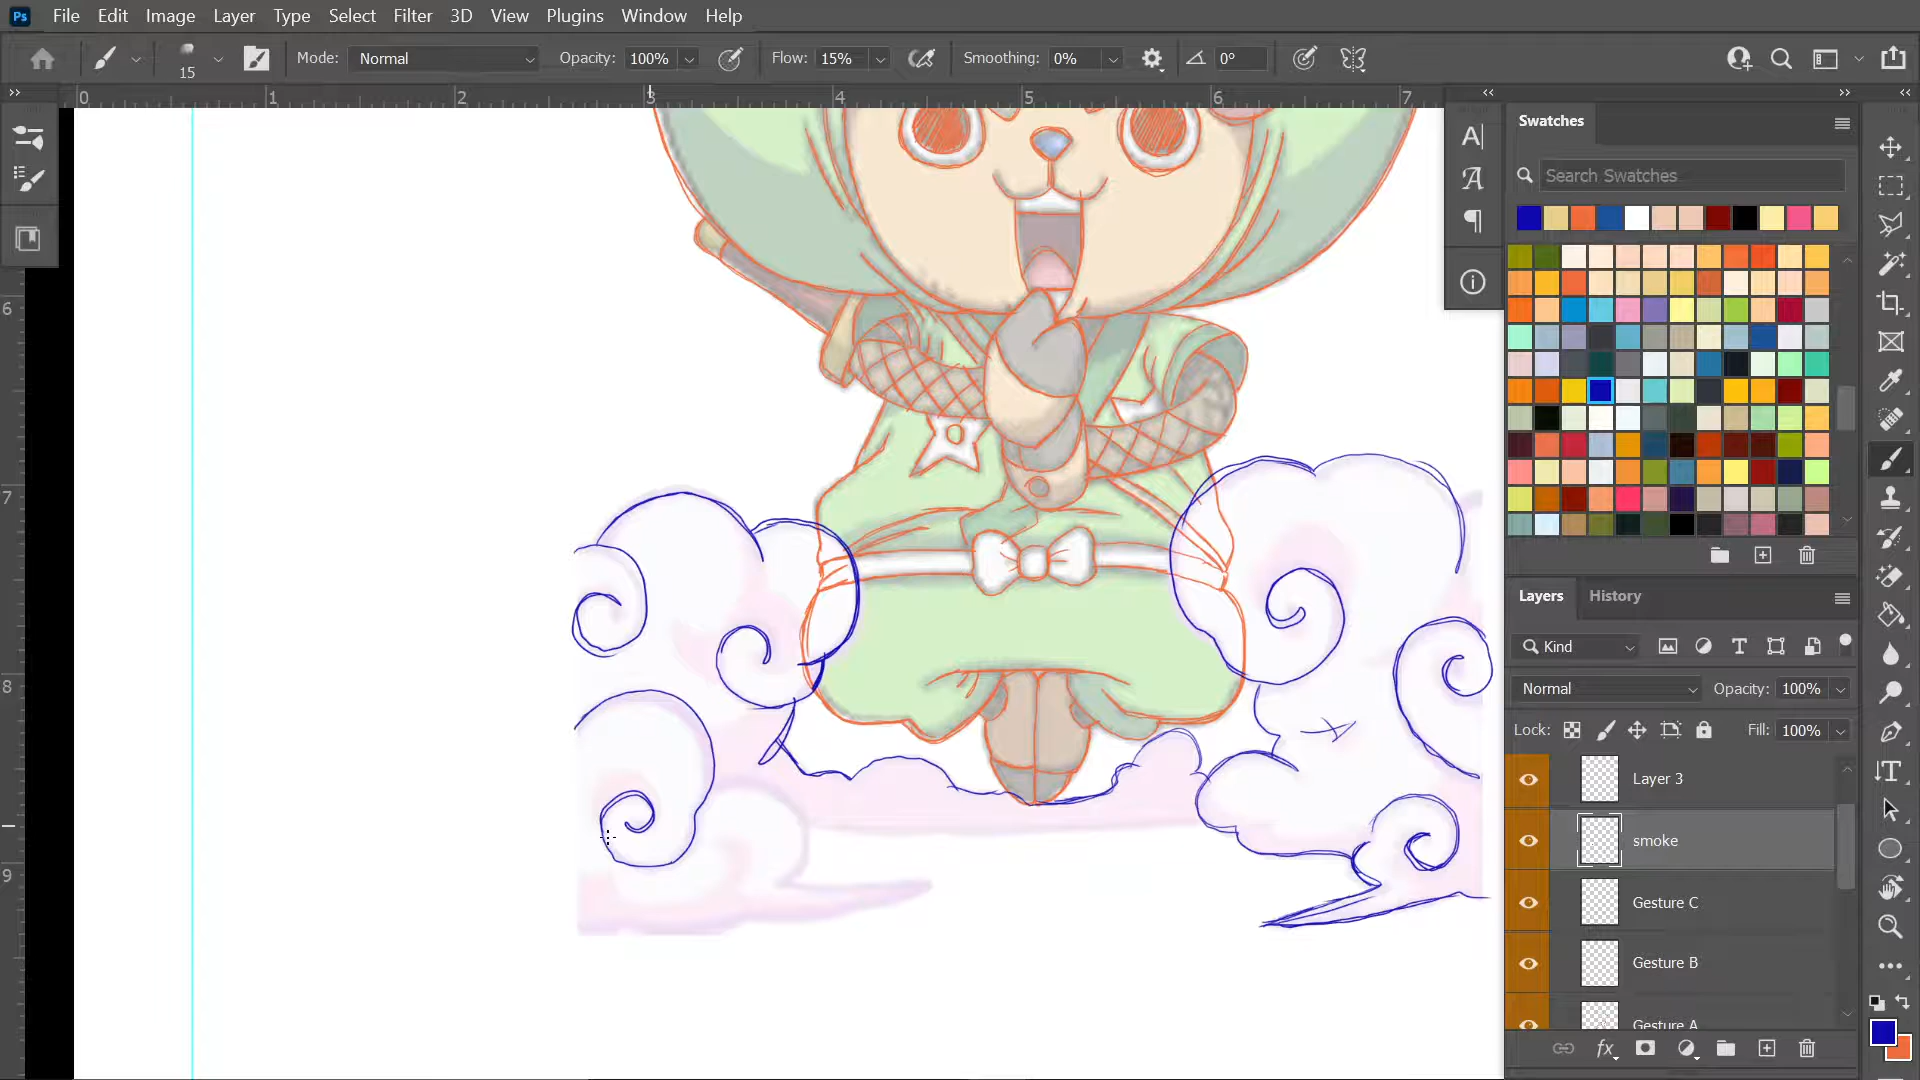 Ps File Edit Image Layer Type Select Filter 3D View Plugins Window Help
15 Mode: Normal Opacity: 100% Flow: 15% Smoothing: 0% 0°
0 1 2 3 4 5 6 7
6
7
8
9
Swatches
Search Swatches
Layers History
Kind
Normal Opacity: 100%
Lock: Fill: 100%
Layer 3
smoke
Gesture C
Gesture B
Gesture A
fx